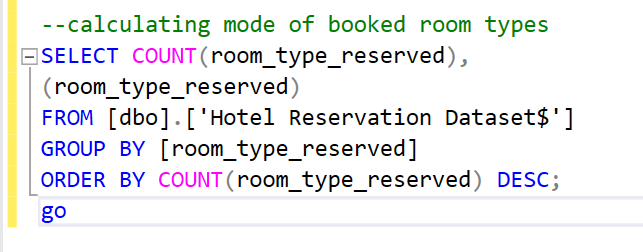 --calculating mode of booked room types
SELECT COUNT(room_type_reserved),
(room_type_reserved)
FROM [dbo].['Hotel Reservation Dataset$']
GROUP BY [room_type_reserved]
ORDER BY COUNT(room_type_reserved) DESC;
go